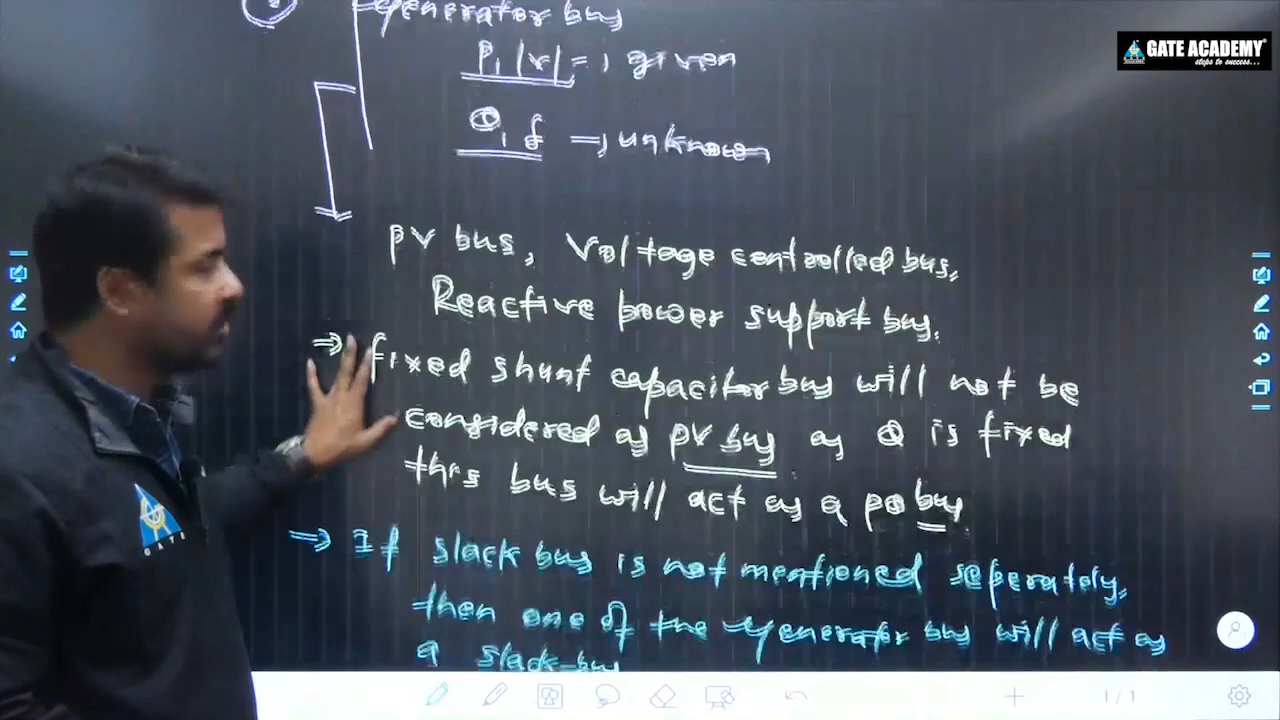 Generator bus
P, |V| ⇒ given
Q, δ ⇒ unknown
PV bus, Voltage controlled bus,
Reactive power support bus.
⇒ fixed shunt capacitor bus will not be
considered as PV bus as Q is fixed
this bus will act as a PQ bus
⇒ If slack bus is not mentioned seperately,
then one of the generator bus will act as
a slack-bus
GATE ACADEMY
steps to success...
GATE
1 / 1